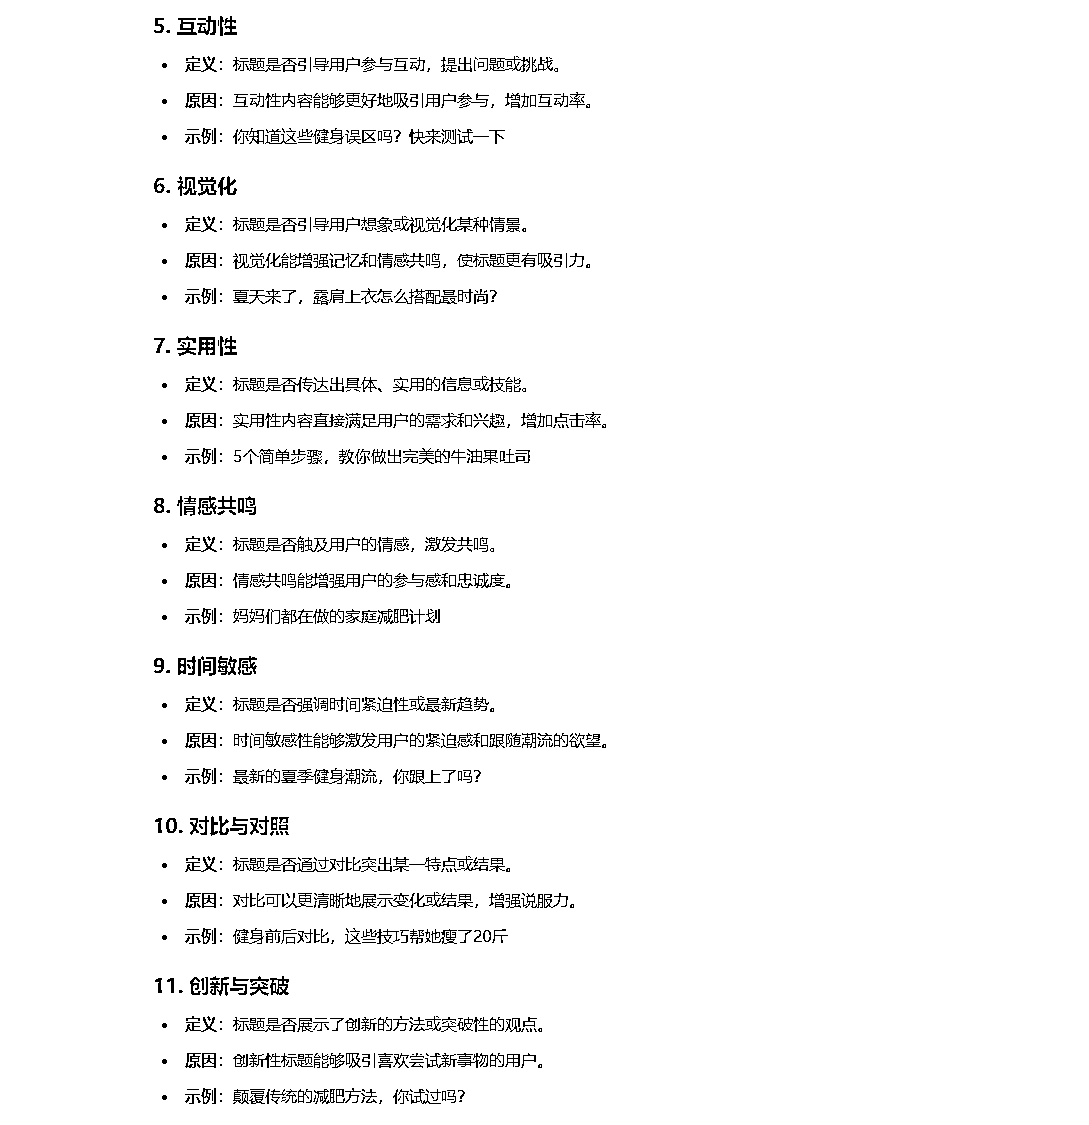 5. 互动性
• 定义：标题是否引导用户参与互动，提出问题或挑战。
• 原因：互动性内容能够更好地吸引用户参与，增加互动率。
• 示例：你知道这些健身误区吗？快来测试一下
6. 视觉化
• 定义：标题是否引导用户想象或视觉化某种情景。
• 原因：视觉化能增强记忆和情感共鸣，使标题更有吸引力。
• 示例：夏天来了，露肩上衣怎么搭配最时尚？
7. 实用性
• 定义：标题是否传达出具体、实用的信息或技能。
• 原因：实用性内容直接满足用户的需求和兴趣，增加点击率。
• 示例：5个简单步骤，教你做出完美的牛油果吐司
8. 情感共鸣
• 定义：标题是否触及用户的情感，激发共鸣。
• 原因：情感共鸣能增强用户的参与感和忠诚度。
• 示例：妈妈们都在做的家庭减肥计划
9. 时间敏感
• 定义：标题是否强调时间紧迫性或最新趋势。
• 原因：时间敏感性能够激发用户的紧迫感和跟随潮流的欲望。
• 示例：最新的夏季健身潮流，你跟上了吗？
10. 对比与对照
• 定义：标题是否通过对比突出某一特点或结果。
• 原因：对比可以更清晰地展示变化或结果，增强说服力。
• 示例：健身前后对比，这些技巧帮她瘦了20斤
11. 创新与突破
• 定义：标题是否展示了创新的方法或突破性的观点。
• 原因：创新性标题能够吸引喜欢尝试新事物的用户。
• 示例：颠覆传统的减肥方法，你试过吗？